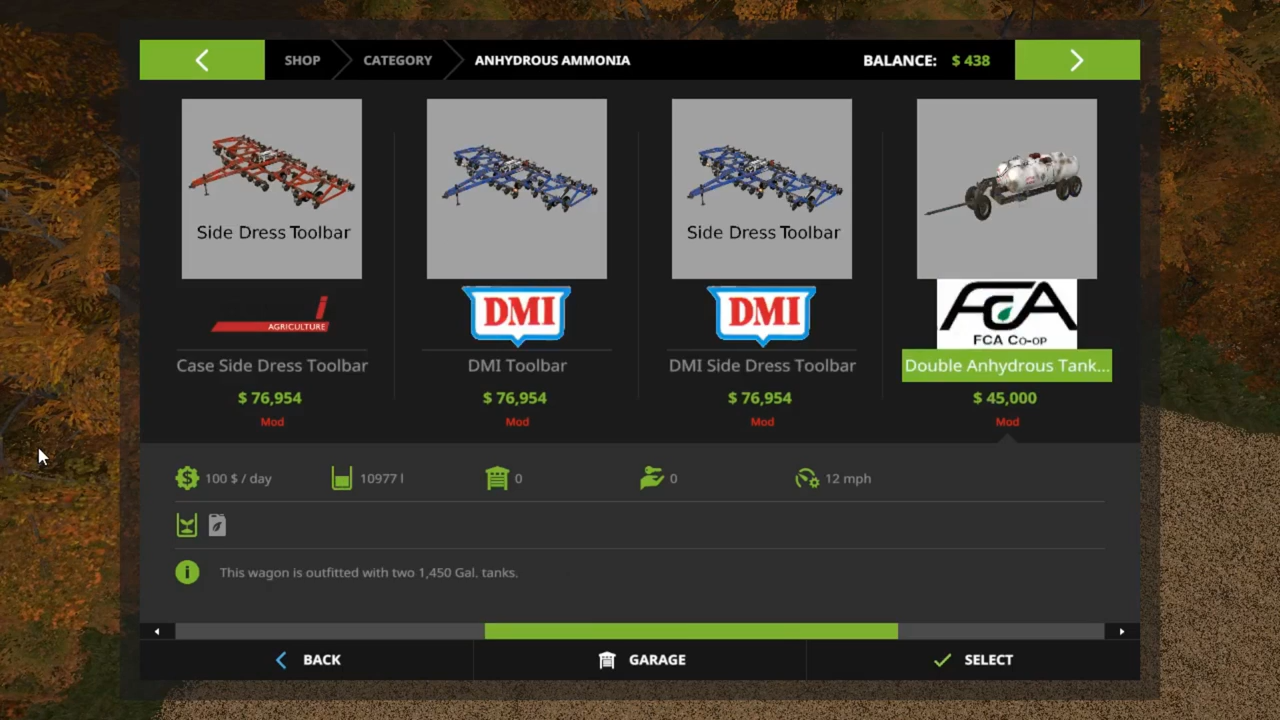 SHOP CATEGORY ANHYDROUS AMMONIA BALANCE: $ 438
Side Dress Toolbar
AGRICULTURE
Case Side Dress Toolbar
$ 76,954
Mod
DMI
DMI Toolbar
$ 76,954
Mod
Side Dress Toolbar
DMI
DMI Side Dress Toolbar
$ 76,954
Mod
FCA
FCA CO-OP
Double Anhydrous Tank...
$ 45,000
Mod
100 $ / day 10977 l 0 0 12 mph
This wagon is outfitted with two 1,450 Gal. tanks.
BACK GARAGE SELECT